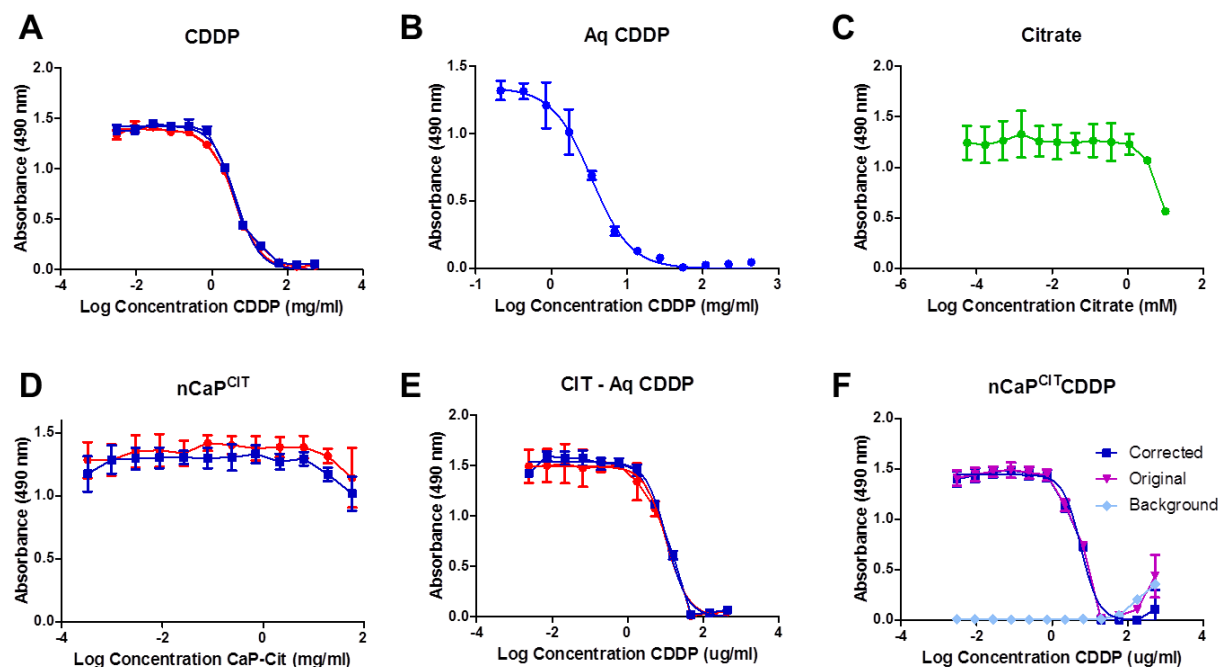 A
CDDP
Absorbance (490 nm)
2.0
1.5
1.0
0.5
0.0
-4 -2 0 2 4
Log Concentration CDDP (mg/ml)
B
Aq CDDP
Absorbance (490 nm)
1.5
1.0
0.5
0.0
-1 0 1 2 3
Log Concentration CDDP (mg/ml)
C
Citrate
Absorbance (490 nm)
2.0
1.5
1.0
0.5
0.0
-6 -4 -2 0 2
Log Concentration Citrate (mM)
D
nCaP^CIT
Absorbance (490 nm)
1.5
1.0
0.5
0.0
-4 -2 0 2
Log Concentration CaP-Cit (mg/ml)
E
CIT - Aq CDDP
Absorbance (490 nm)
2.0
1.5
1.0
0.5
0.0
-4 -2 0 2 4
Log Concentration CDDP (ug/ml)
F
nCaP^CIT CDDP
Absorbance (490 nm)
2.0
1.5
1.0
0.5
0.0
-4 -2 0 2 4
Log Concentration CDDP (ug/ml)
Corrected
Original
Background